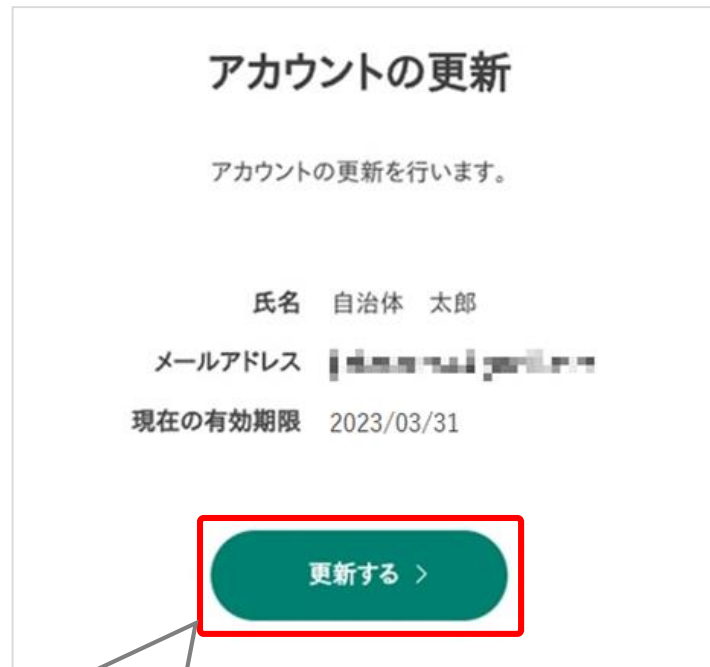 アカウントの更新
アカウントの更新を行います。
氏名 自治体　太郎
メールアドレス
現在の有効期限 2023/03/31
更新する >